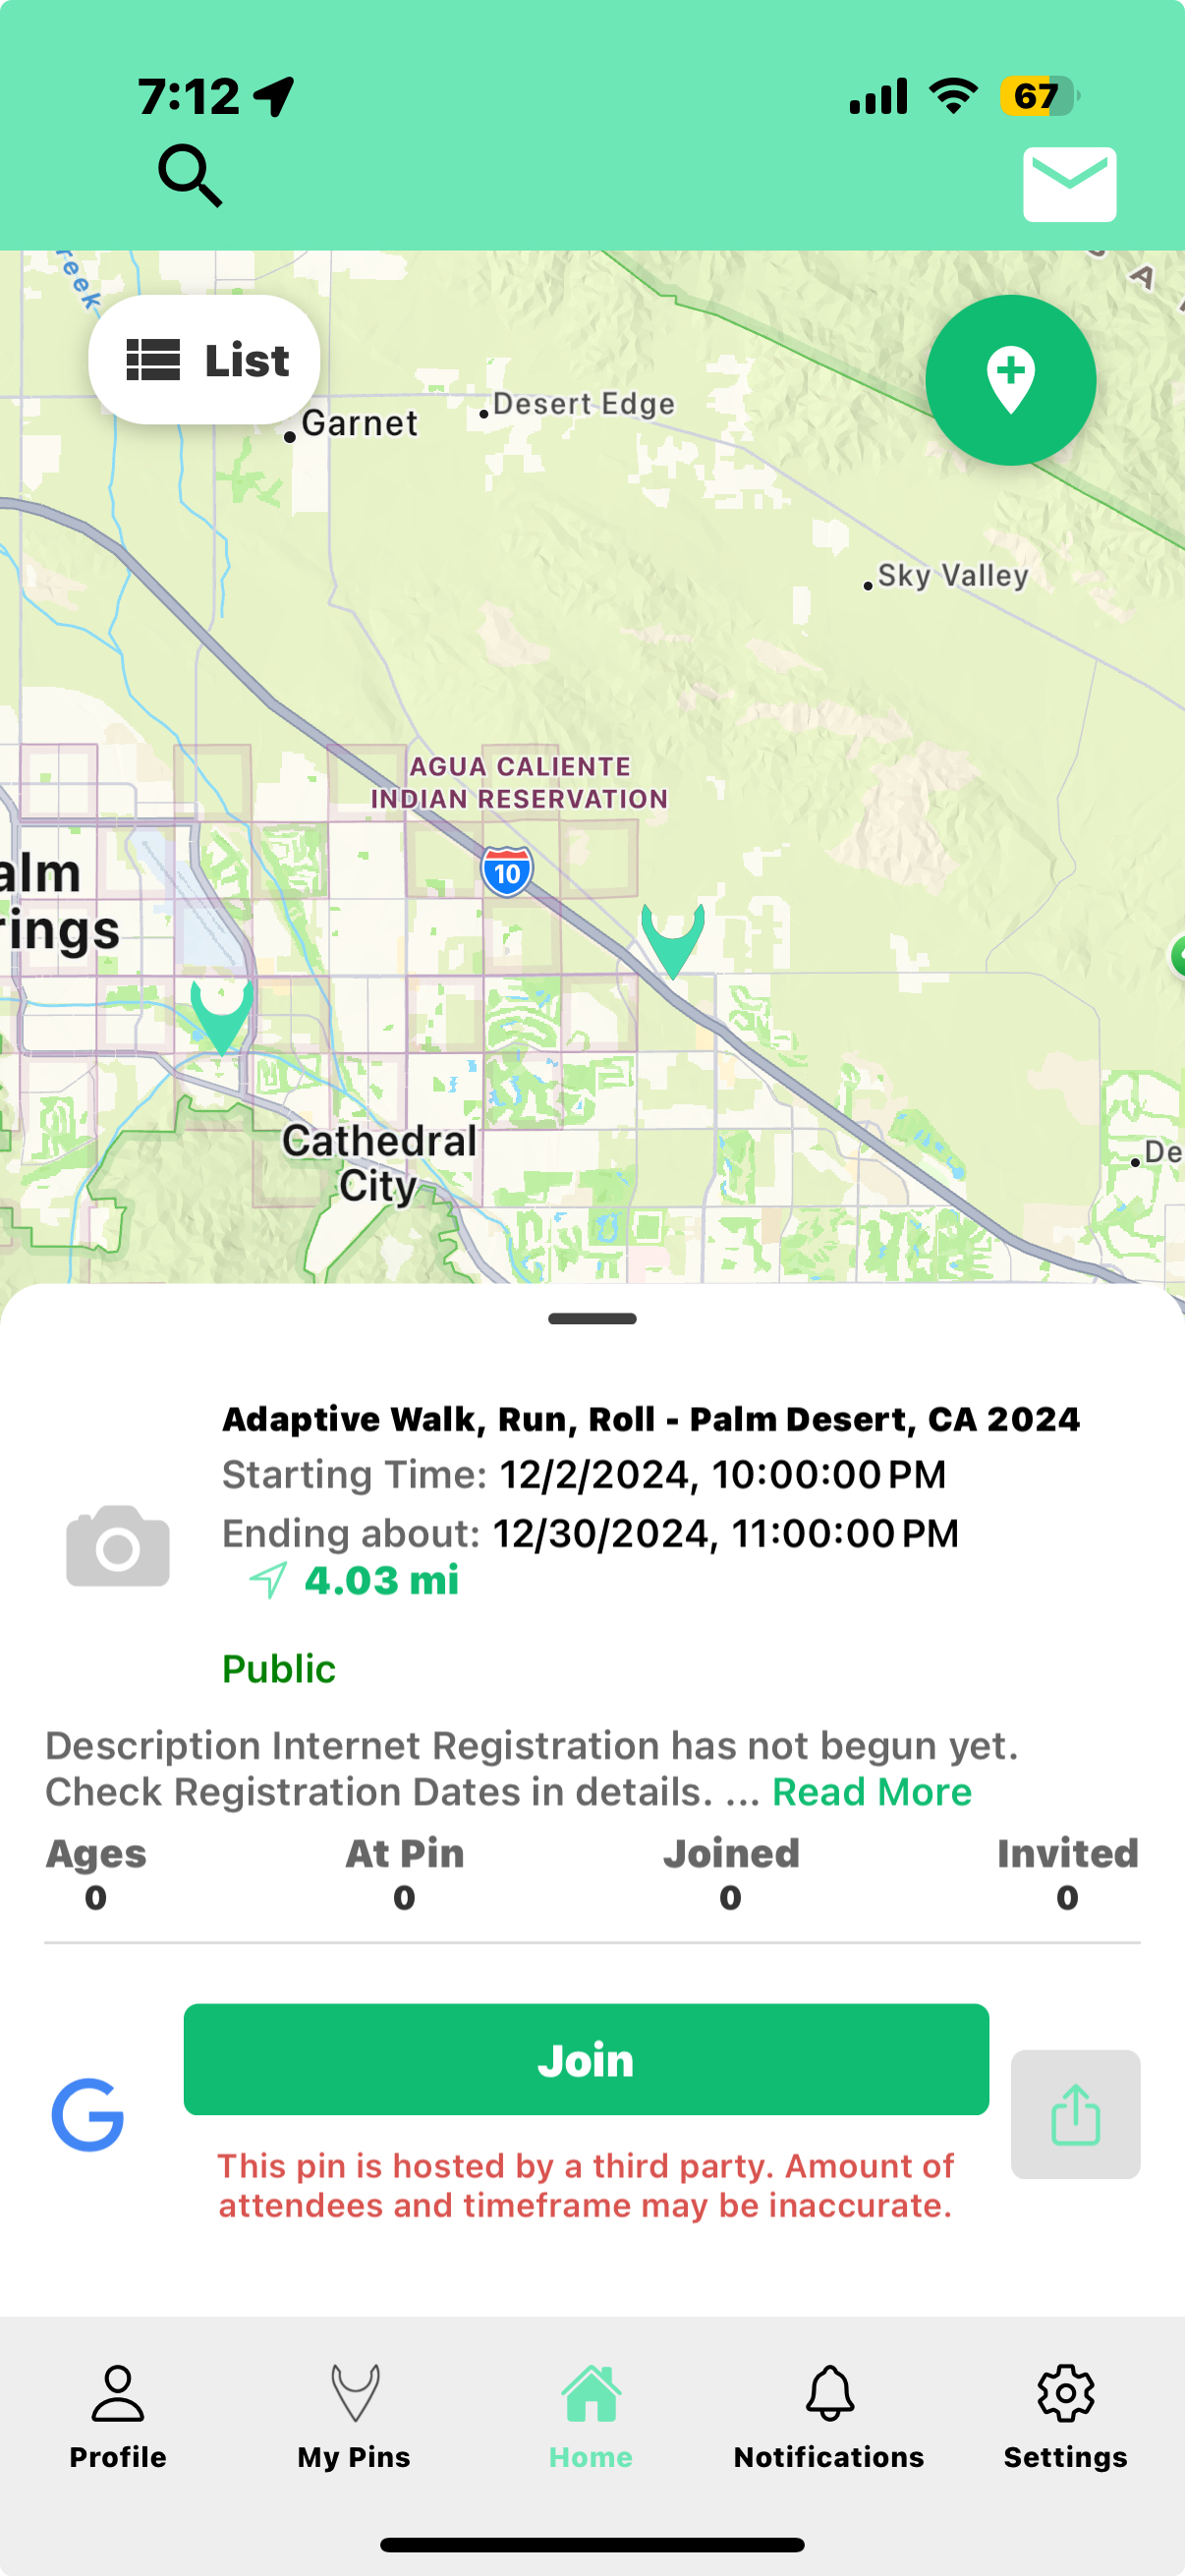 7:12
67
reek
List
Garnet
Desert Edge
Sky Valley
AGUA CALIENTE
INDIAN RESERVATION
10
alm
rings
Cathedral
City
De
Adaptive Walk, Run, Roll - Palm Desert, CA 2024
Starting Time: 12/2/2024, 10:00:00 PM
Ending about: 12/30/2024, 11:00:00 PM
4.03 mi
Public
Description Internet Registration has not begun yet.
Check Registration Dates in details. ... Read More
Ages At Pin Joined Invited
0 0 0 0
Join
G
This pin is hosted by a third party. Amount of
attendees and timeframe may be inaccurate.
Profile My Pins Home Notifications Settings